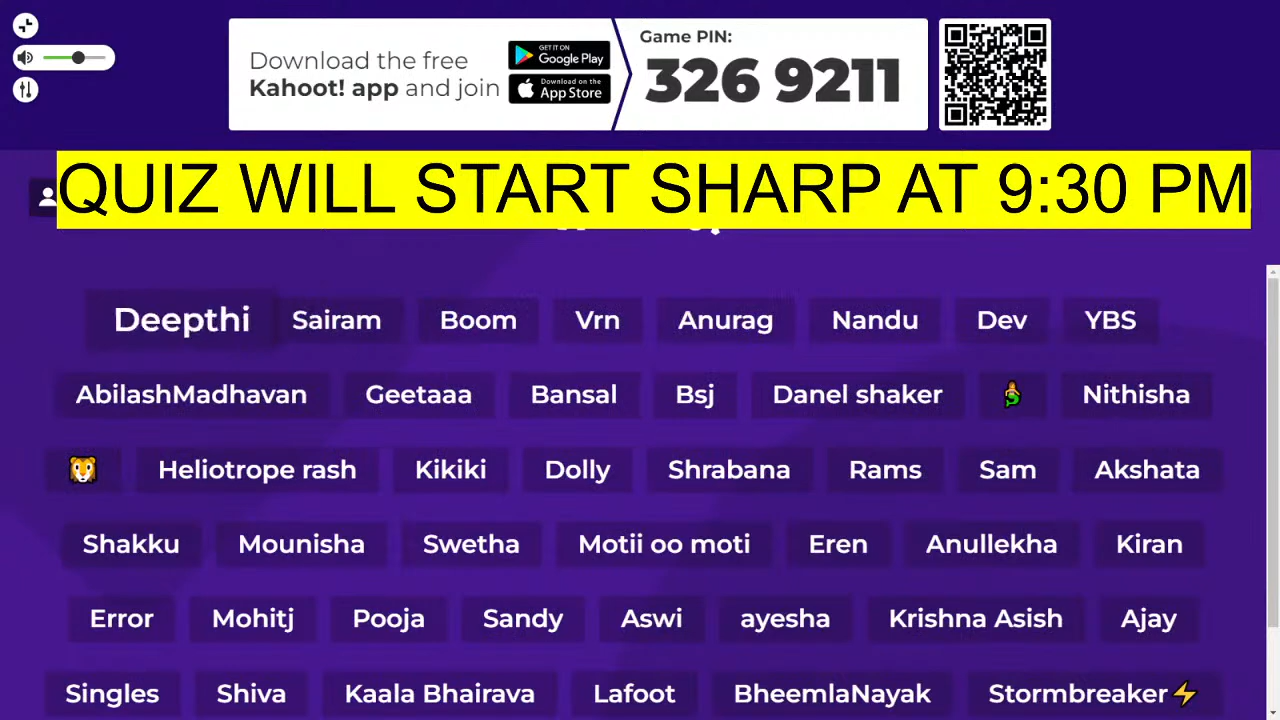 Download the free
Kahoot! app and join
GET IT ON
Google Play
Download on the
App Store
Game PIN:
326 9211
QUIZ WILL START SHARP AT 9:30 PM
Deepthi Sairam Boom Vrn Anurag Nandu Dev YBS
AbilashMadhavan Geetaaa Bansal Bsj Danel shaker Nithisha
Heliotrope rash Kikiki Dolly Shrabana Rams Sam Akshata
Shakku Mounisha Swetha Motii oo moti Eren Anullekha Kiran
Error Mohitj Pooja Sandy Aswi ayesha Krishna Asish Ajay
Singles Shiva Kaala Bhairava Lafoot BheemlaNayak Stormbreaker⚡